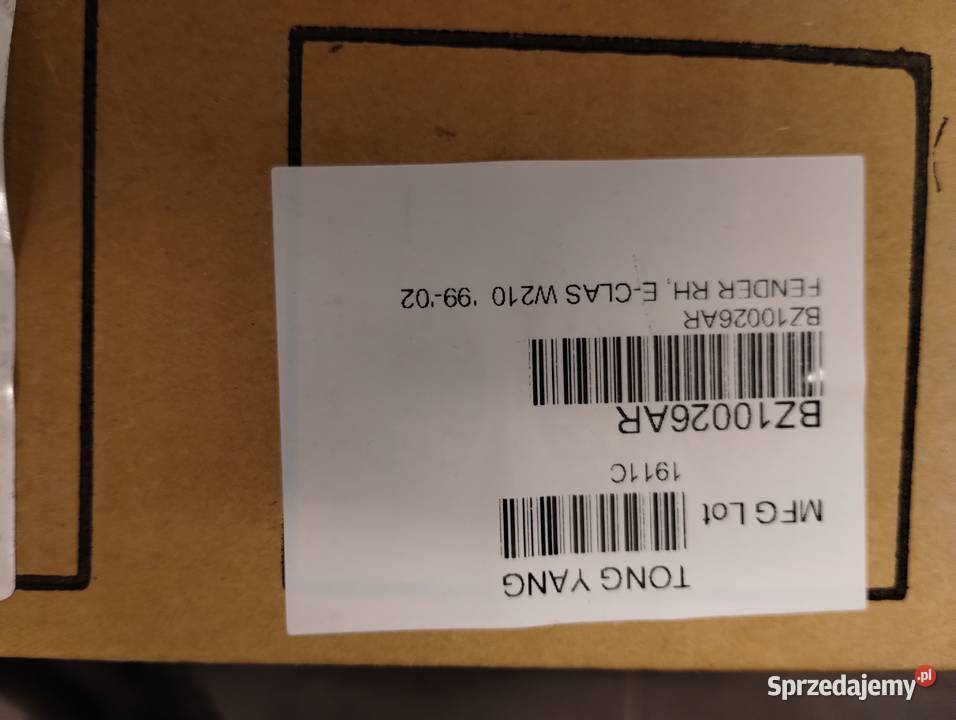 TONG YANG
MFG Lot
1911C
BZ10026AR
BZ10026AR
FENDER RH, E-CLAS W210 '99-'02
Sprzedajemy.pl